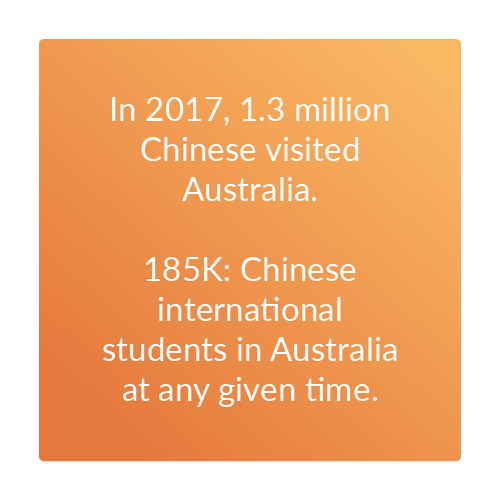 In 2017, 1.3 million
Chinese visited
Australia.
185K: Chinese
international
students in Australia
at any given time.